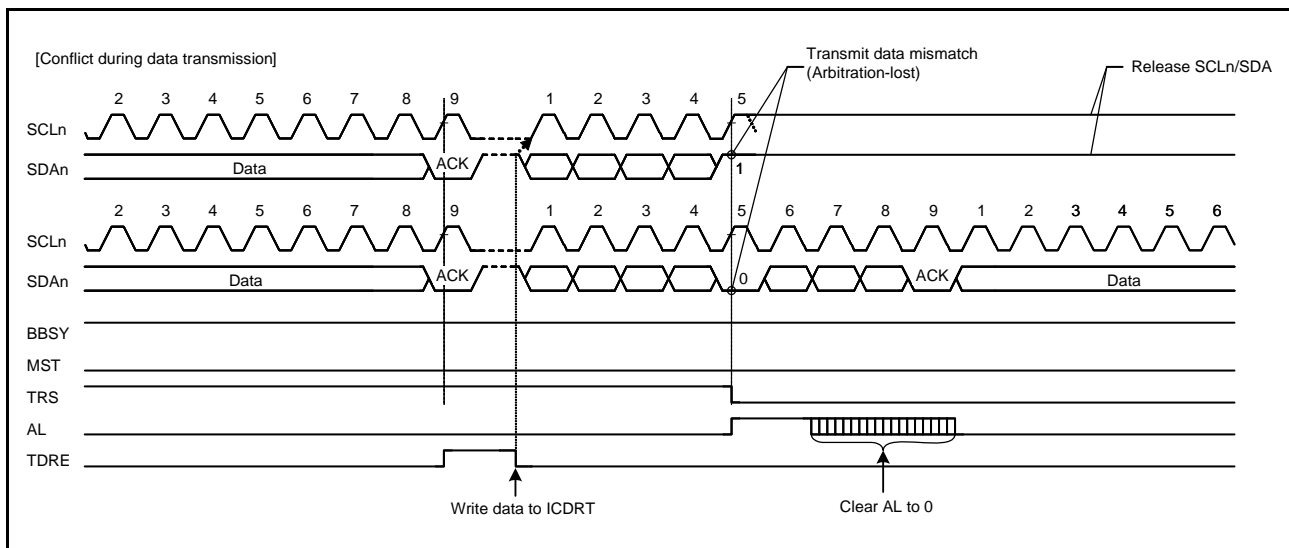 [Conflict during data transmission]
Transmit data mismatch
(Arbitration-lost)
Release SCLn/SDA
2 3 4 5 6 7 8 9 1 2 3 4 5
SCLn
SDAn Data ACK 1
2 3 4 5 6 7 8 9 1 2 3 4 5 6 7 8 9 1 2 3 4 5 6
SCLn
SDAn Data ACK 0 ACK Data
BBSY
MST
TRS
AL
TDRE
Write data to ICDRT Clear AL to 0